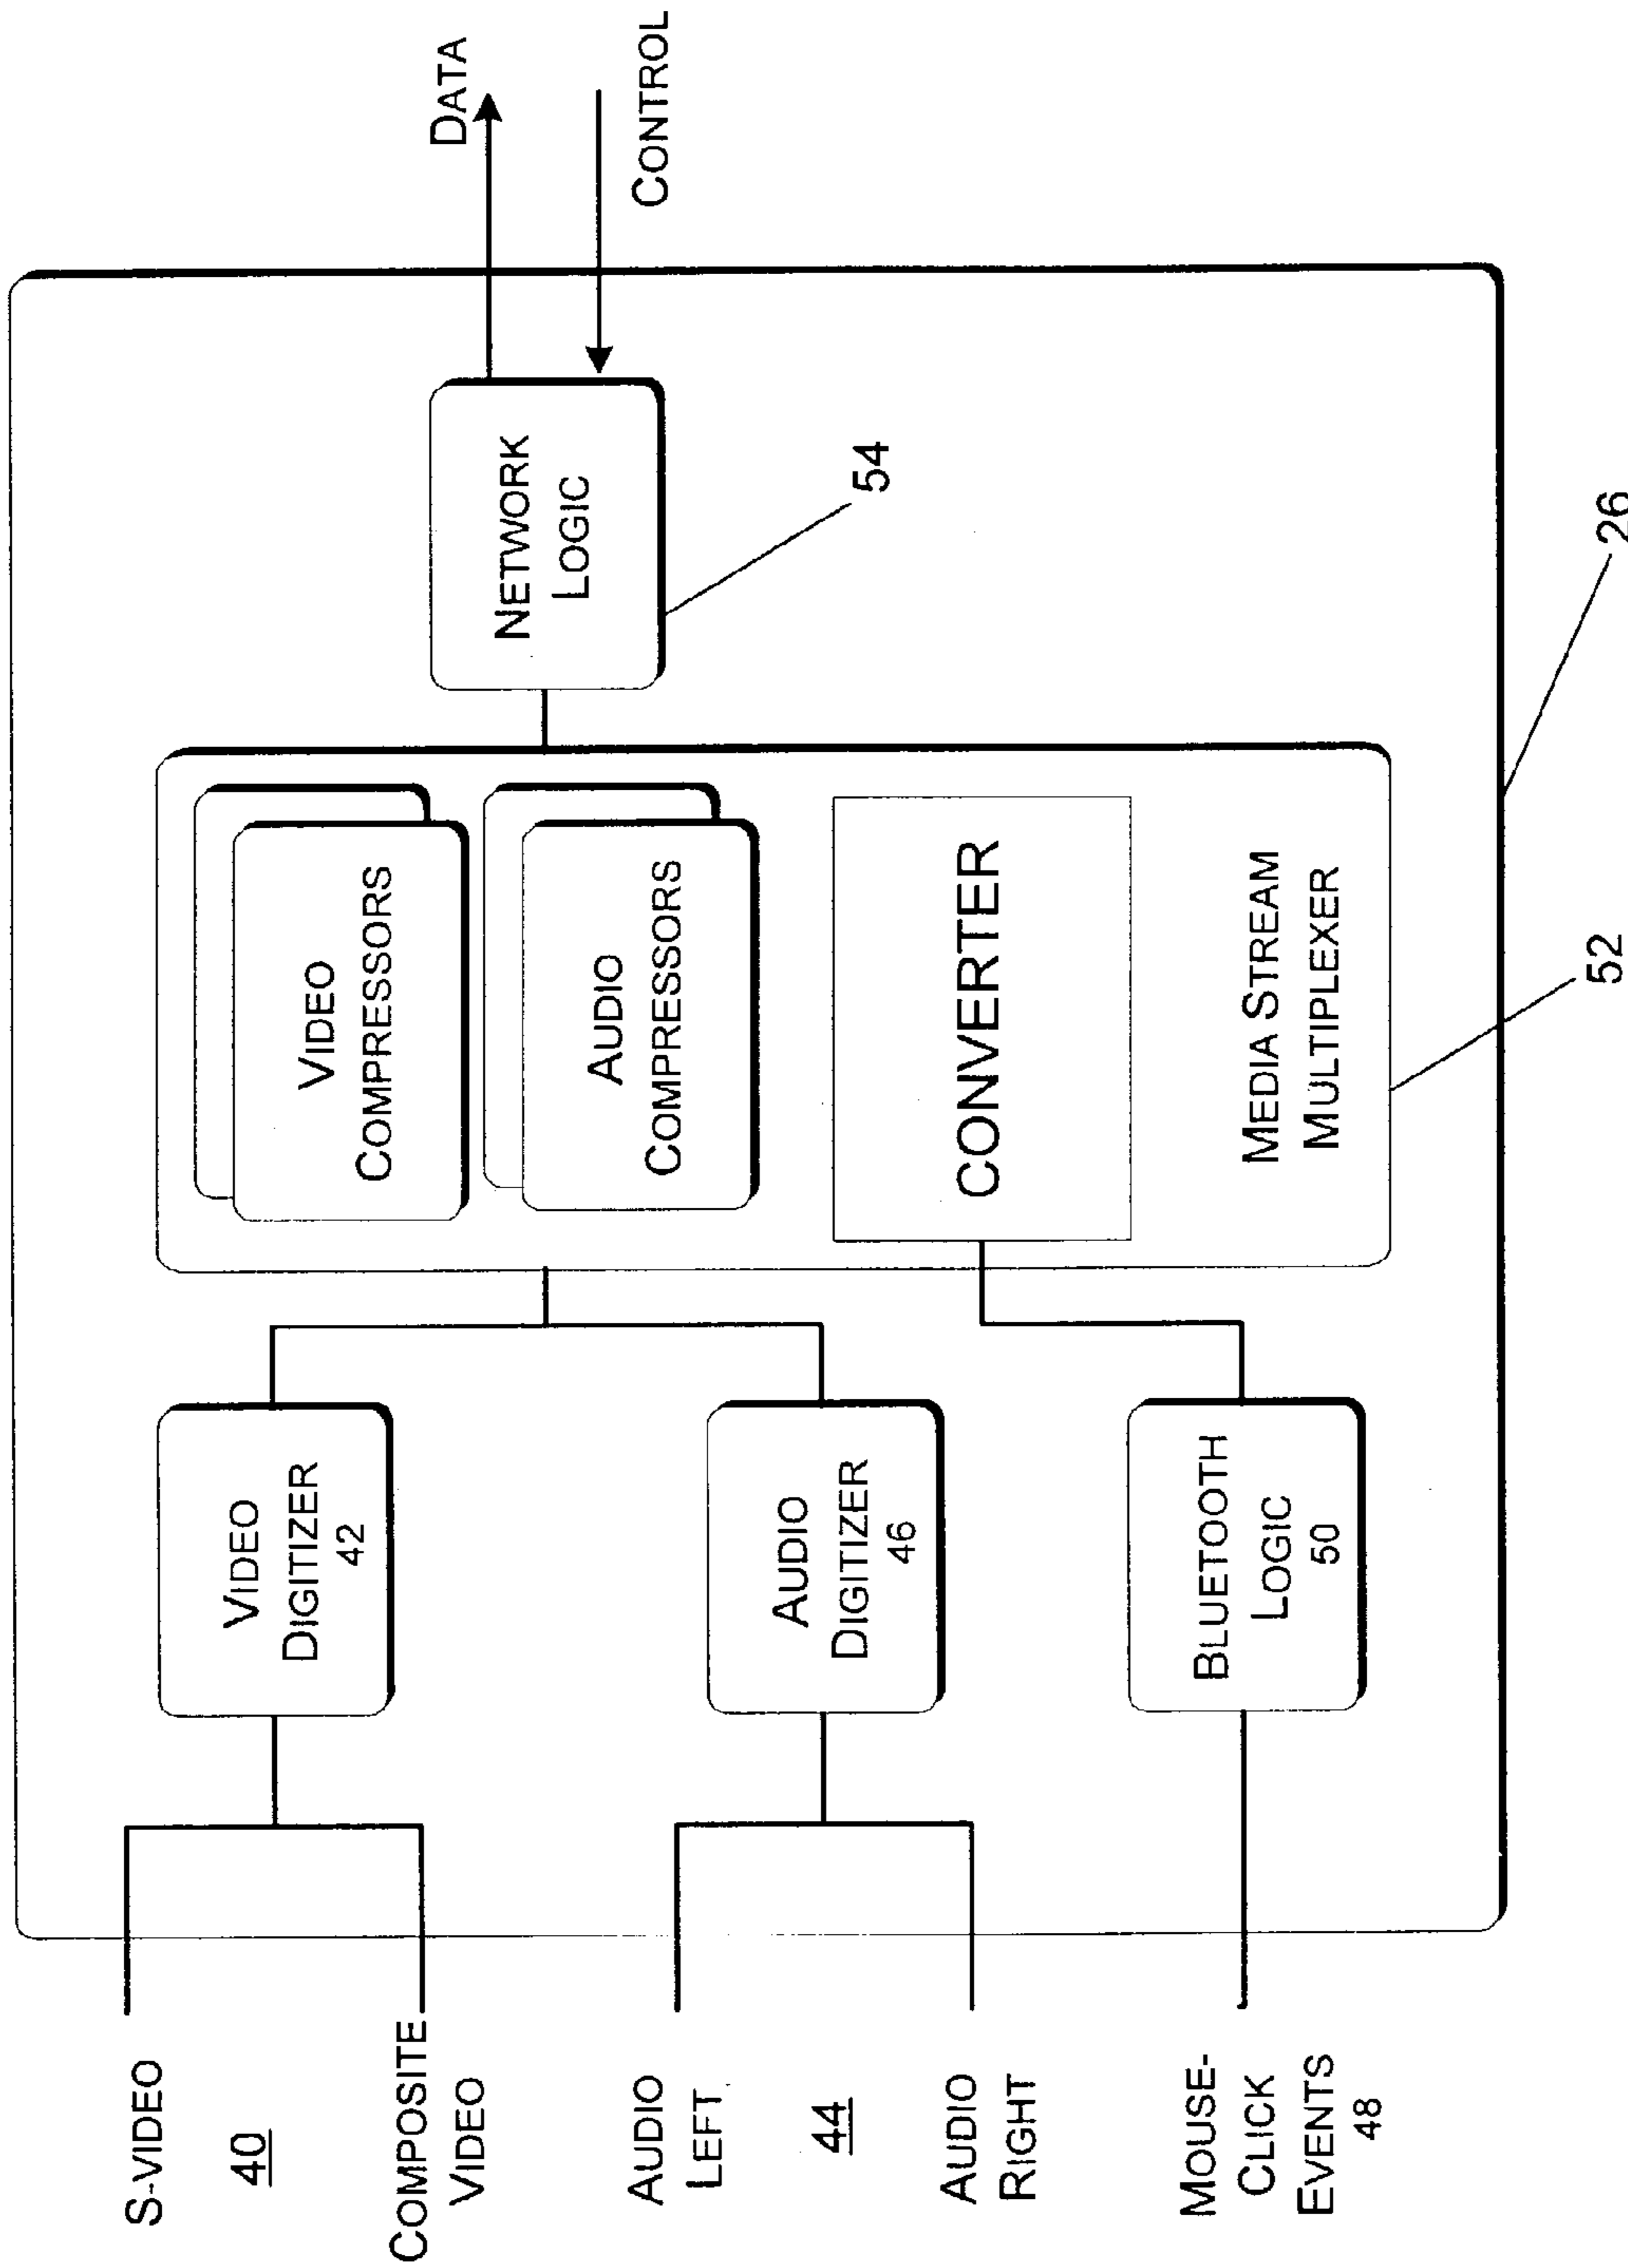 S-VIDEO
40
COMPOSITE
VIDEO
AUDIO
LEFT
44
AUDIO
RIGHT
MOUSE-
CLICK
EVENTS
48
VIDEO
DIGITIZER
42
AUDIO
DIGITIZER
46
BLUETOOTH
LOGIC
50
VIDEO
COMPRESSORS
AUDIO
COMPRESSORS
CONVERTER
MEDIA STREAM
MULTIPLEXER
52
NETWORK
LOGIC
54
DATA
CONTROL
26